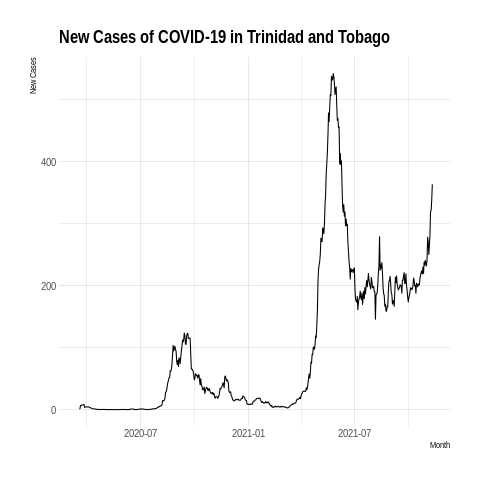 New Cases of COVID-19 in Trinidad and Tobago
New Cases
400
200
0
2020-07
2021-01
2021-07
Month